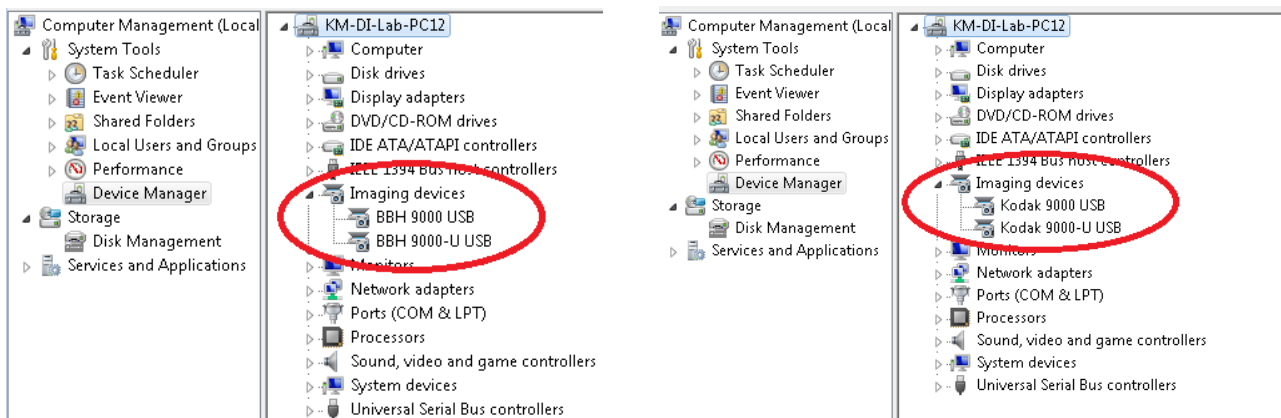 Computer Management (Local
System Tools
Task Scheduler
Event Viewer
Shared Folders
Local Users and Groups
Performance
Device Manager
Storage
Disk Management
Services and Applications
KM-DI-Lab-PC12
Computer
Disk drives
Display adapters
DVD/CD-ROM drives
IDE ATA/ATAPI controllers
IEEE 1394 Bus host controllers
Imaging devices
BBH 9000 USB
BBH 9000-U USB
Monitors
Network adapters
Ports (COM & LPT)
Processors
Sound, video and game controllers
System devices
Universal Serial Bus controllers
Computer Management (Local
System Tools
Task Scheduler
Event Viewer
Shared Folders
Local Users and Groups
Performance
Device Manager
Storage
Disk Management
Services and Applications
KM-DI-Lab-PC12
Computer
Disk drives
Display adapters
DVD/CD-ROM drives
IDE ATA/ATAPI controllers
IEEE 1394 Bus host controllers
Imaging devices
Kodak 9000 USB
Kodak 9000-U USB
Monitors
Network adapters
Ports (COM & LPT)
Processors
Sound, video and game controllers
System devices
Universal Serial Bus controllers